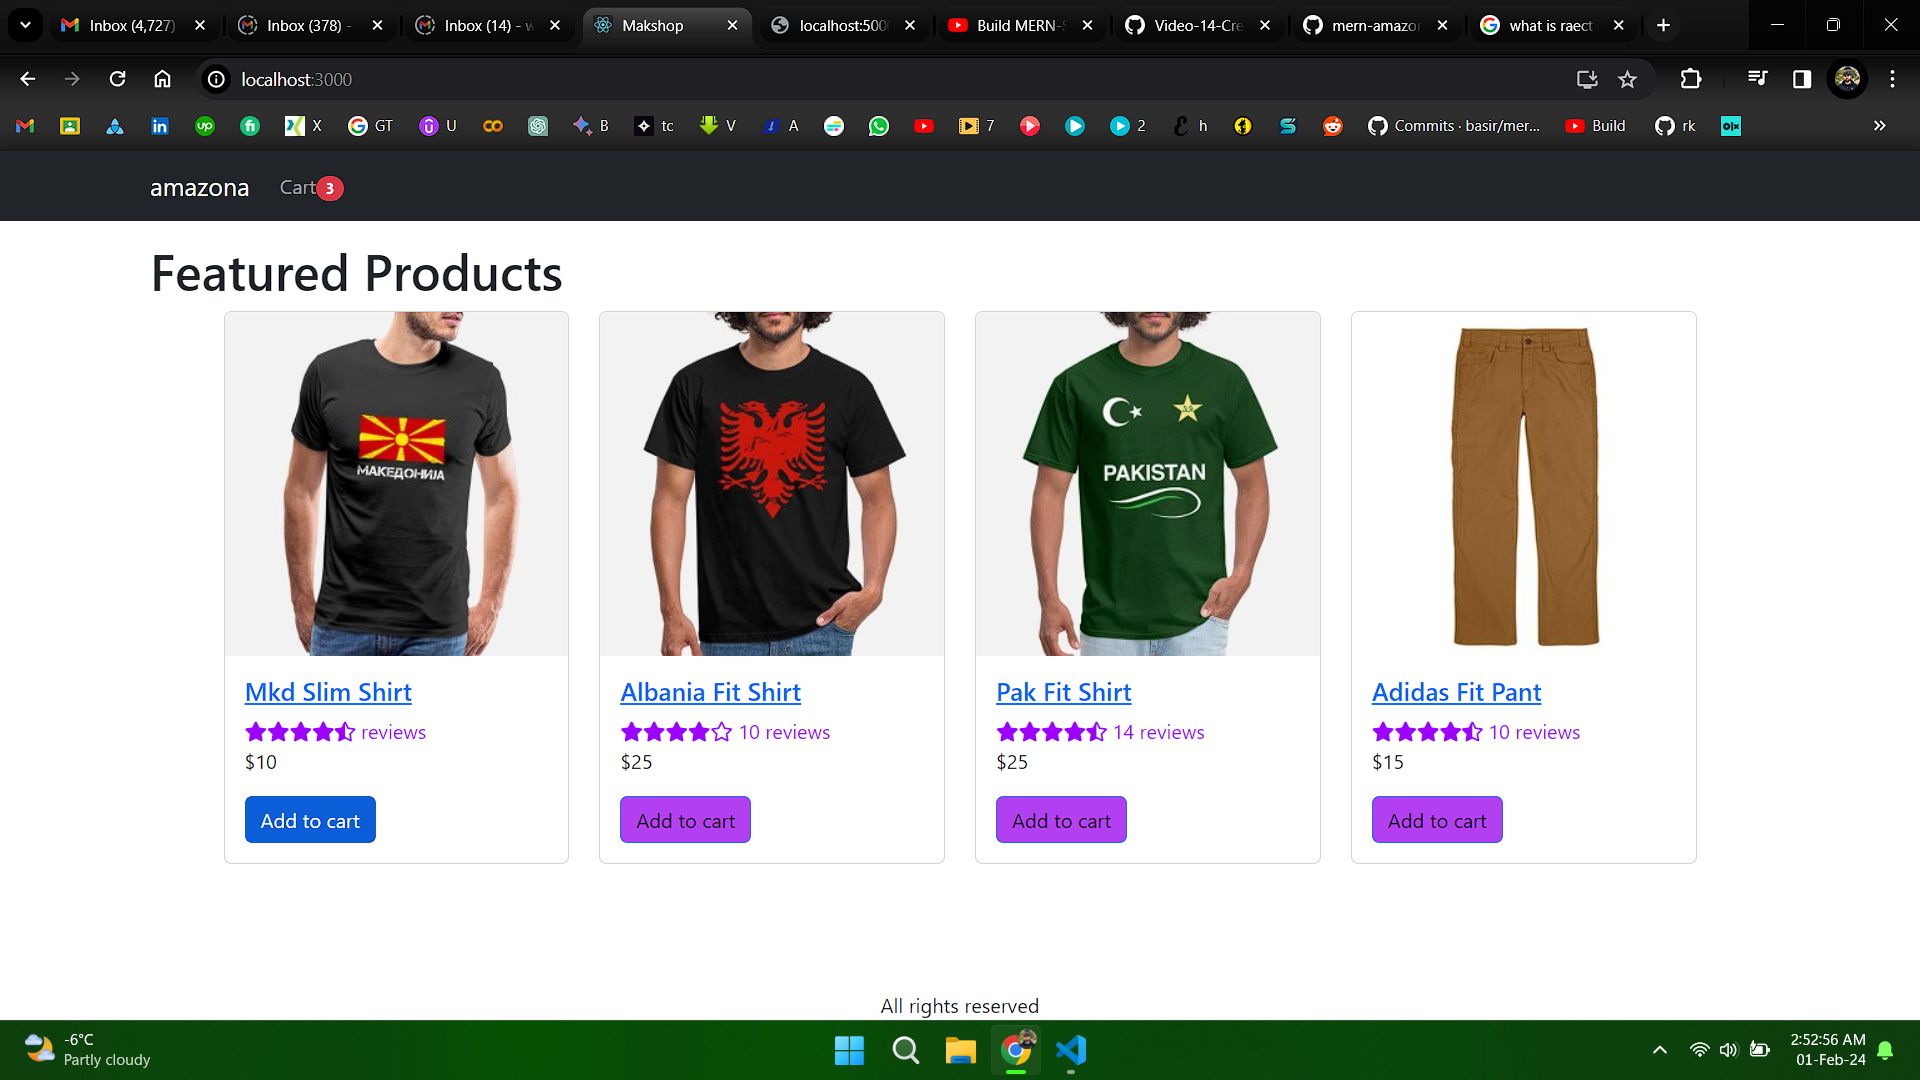 Inbox (4,727)
Inbox (378) -
Inbox (14) - w
Makshop
localhost:500
Build MERN-S
Video-14-Cre
mern-amazon
what is raect
localhost:3000
X
GT
U
B
tc
V
A
7
2
h
Commits · basir/mer...
Build
rk
olx
amazona
Cart 3
Featured Products
МАКЕДОНИЈА
PAKISTAN
Mkd Slim Shirt
Albania Fit Shirt
Pak Fit Shirt
Adidas Fit Pant
reviews
10 reviews
14 reviews
10 reviews
$10
$25
$25
$15
Add to cart
Add to cart
Add to cart
Add to cart
All rights reserved
-6°C
Partly cloudy
2:52:56 AM
01-Feb-24